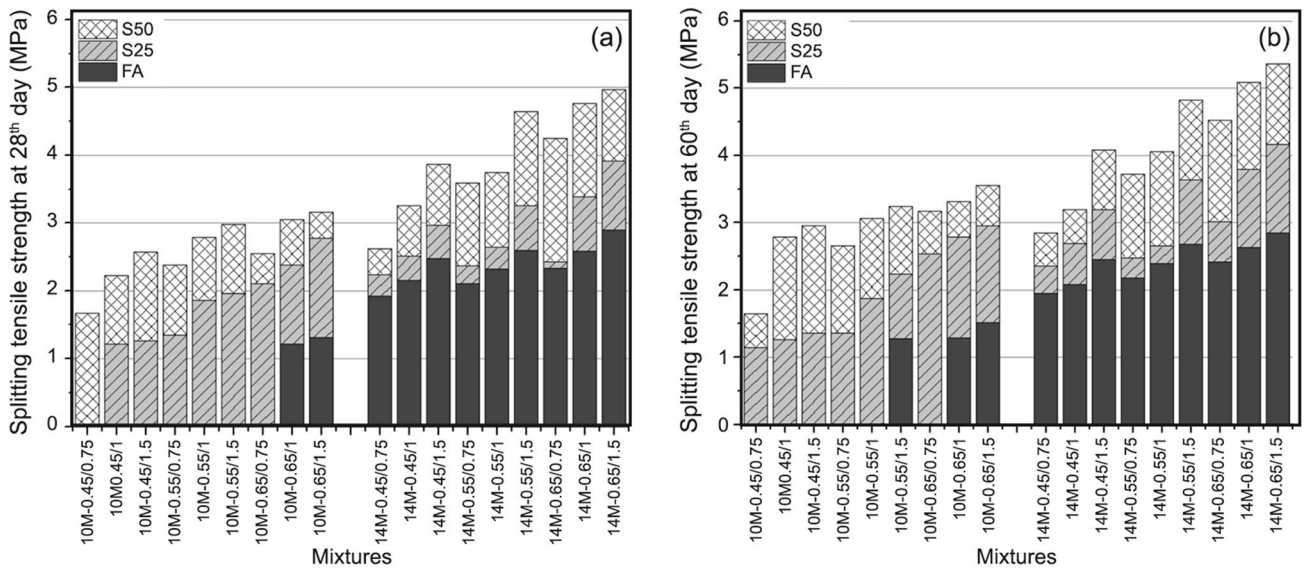 Splitting tensile strength at 28th day (MPa)
6
5
4
3
2
1
0
S50
S25
FA
(a)
10M-0.45/0.75
10M0.45/1
10M-0.45/1.5
10M-0.55/0.75
10M-0.55/1
10M-0.55/1.5
10M-0.65/0.75
10M-0.65/1
10M-0.65/1.5
14M-0.45/0.75
14M-0.45/1
14M-0.45/1.5
14M-0.55/0.75
14M-0.55/1
14M-0.55/1.5
14M-0.65/0.75
14M-0.65/1
14M-0.65/1.5
Mixtures
Splitting tensile strength at 60th day (MPa)
6
5
4
3
2
1
0
S50
S25
FA
(b)
10M-0.45/0.75
10M0.45/1
10M-0.45/1.5
10M-0.55/0.75
10M-0.55/1
10M-0.55/1.5
10M-0.65/0.75
10M-0.65/1
10M-0.65/1.5
14M-0.45/0.75
14M-0.45/1
14M-0.45/1.5
14M-0.55/0.75
14M-0.55/1
14M-0.55/1.5
14M-0.65/0.75
14M-0.65/1
14M-0.65/1.5
Mixtures